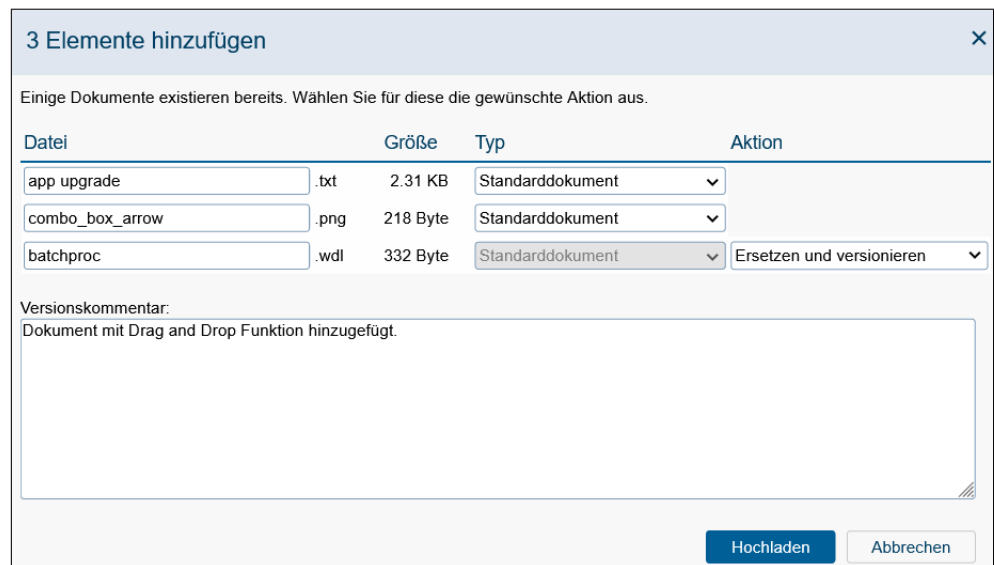 3 Elemente hinzufügen
Einige Dokumente existieren bereits. Wählen Sie für diese die gewünschte Aktion aus.
Datei Größe Typ Aktion
app upgrade .txt 2.31 KB Standarddokument
combo_box_arrow .png 218 Byte Standarddokument
batchproc .wdl 332 Byte Standarddokument Ersetzen und versionieren
Versionskommentar:
Dokument mit Drag and Drop Funktion hinzugefügt.
Hochladen Abbrechen